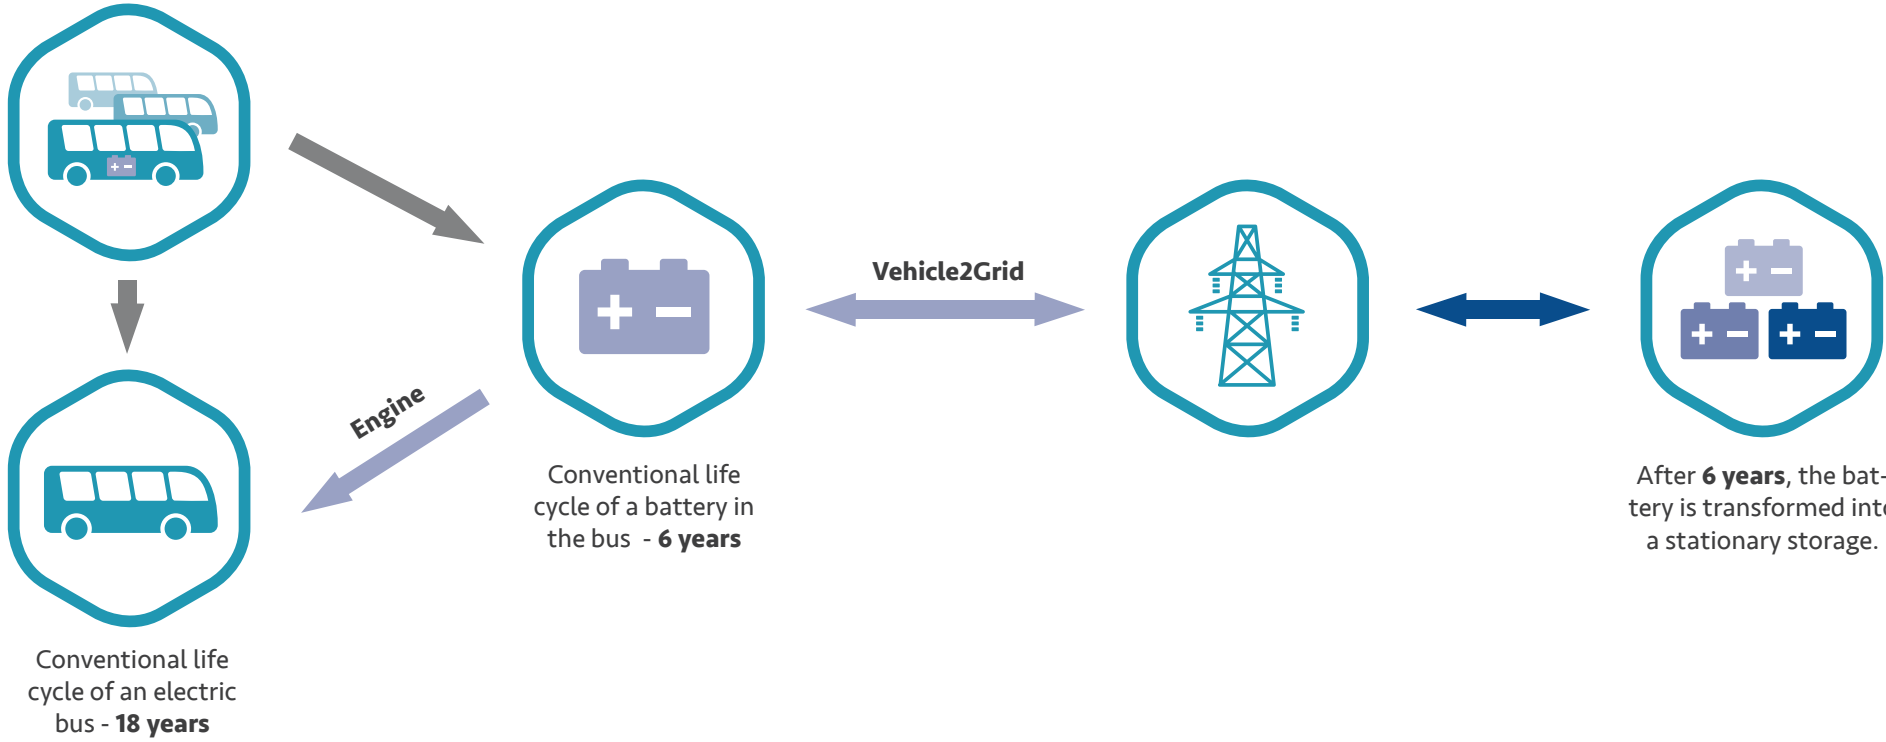 Vehicle2Grid
Engine
Conventional life
cycle of a battery in
the bus - 6 years
After 6 years, the bat-
tery is transformed into
a stationary storage.
Conventional life
cycle of an electric
bus - 18 years